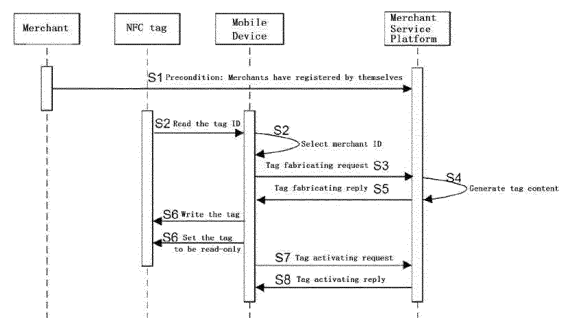 Merchant
NFC tag
Mobile
Device
Merchant
Service
Platform
S1 Precondition: Merchants have registered by themselves
S2 Read the tag ID
S2
Select merchant ID
Tag fabricating request S3
S4
Generate tag content
Tag fabricating reply S5
S6 Write the tag
S6 Set the tag
to be read-only
S7 Tag activating request
S8 Tag activating reply